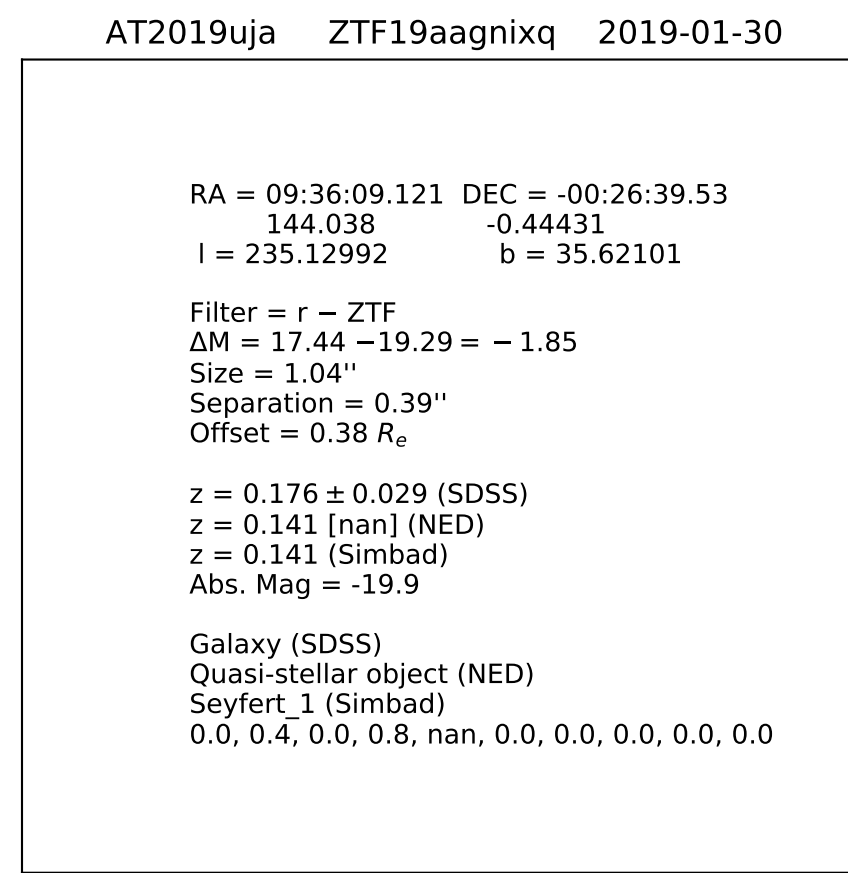 AT2019uja ZTF19aagnixq 2019-01-30
RA = 09:36:09.121 DEC = -00:26:39.53
144.038 -0.44431
l = 235.12992 b = 35.62101
Filter = r − ZTF
ΔM = 17.44 −19.29 = − 1.85
Size = 1.04''
Separation = 0.39''
Offset = 0.38 Rₑ
z = 0.176 ± 0.029 (SDSS)
z = 0.141 [nan] (NED)
z = 0.141 (Simbad)
Abs. Mag = -19.9
Galaxy (SDSS)
Quasi-stellar object (NED)
Seyfert_1 (Simbad)
0.0, 0.4, 0.0, 0.8, nan, 0.0, 0.0, 0.0, 0.0, 0.0